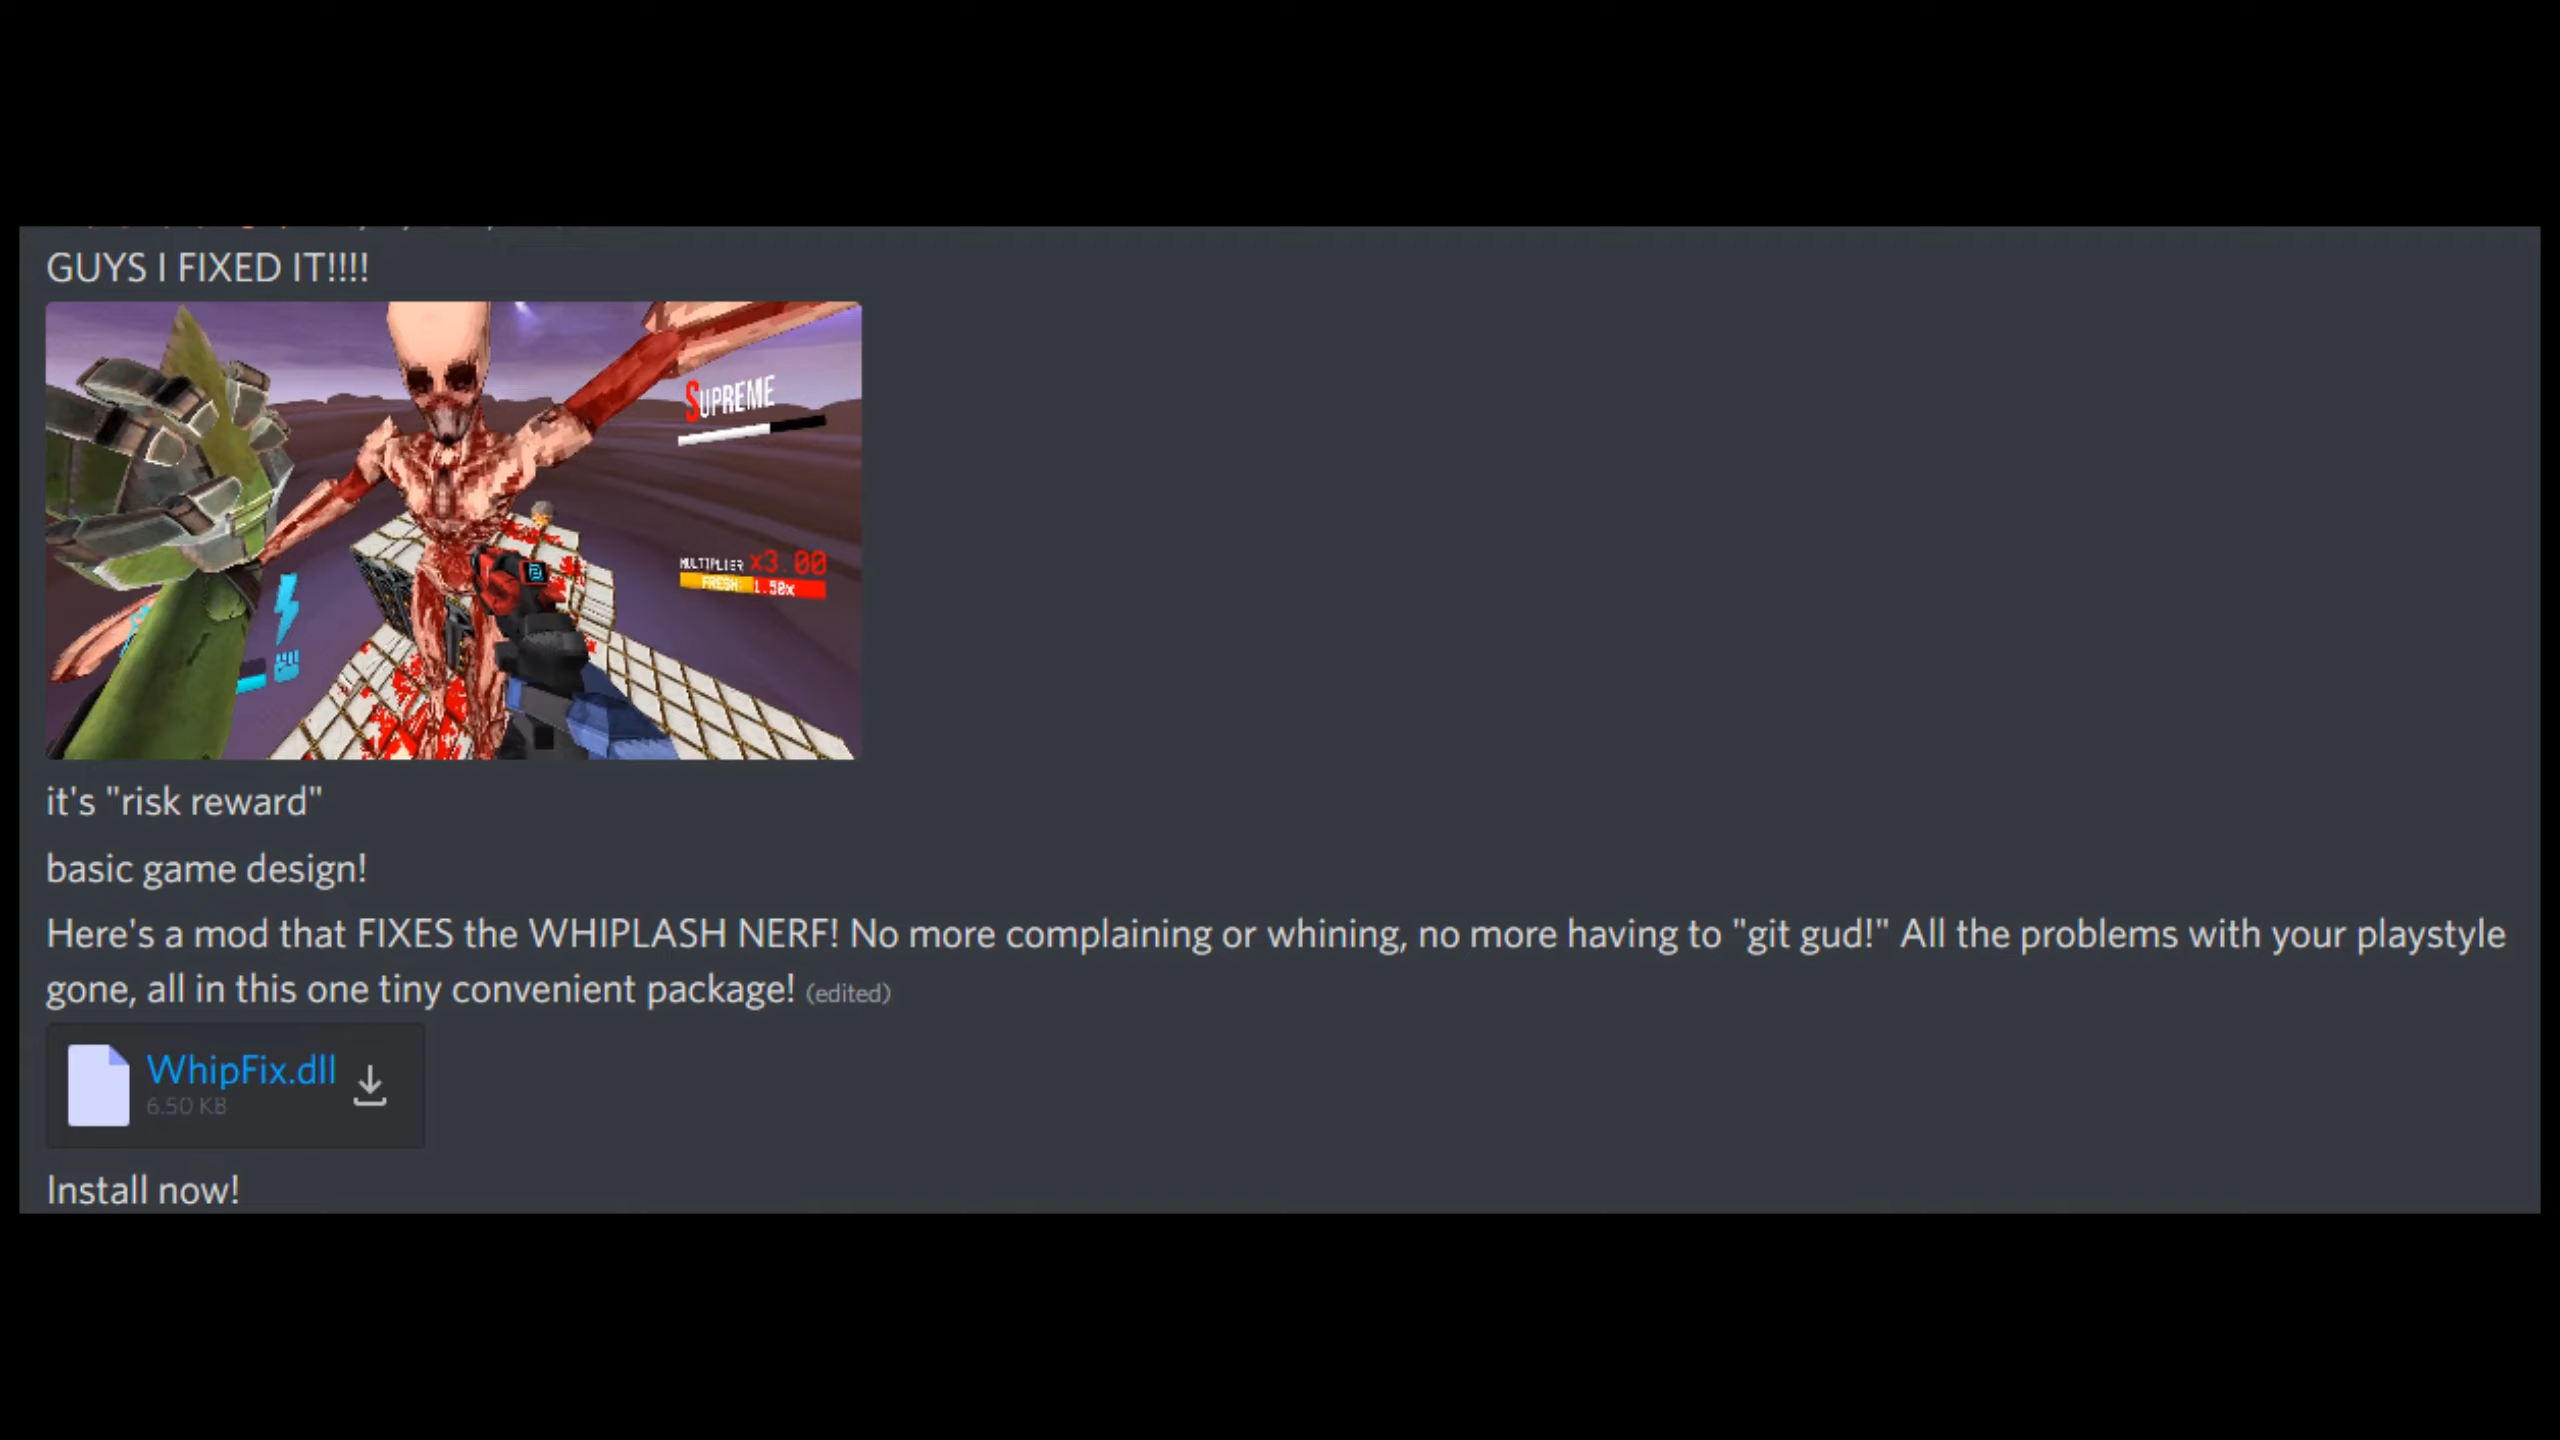 GUYS I FIXED IT!!!!
SUPREME
MULTIPLIER x3.00
FRESH: 1.50x
it's "risk reward"
basic game design!
Here's a mod that FIXES the WHIPLASH NERF! No more complaining or whining, no more having to "git gud!" All the problems with your playstyle
gone, all in this one tiny convenient package! (edited)
WhipFix.dll
6.50 KB
Install now!